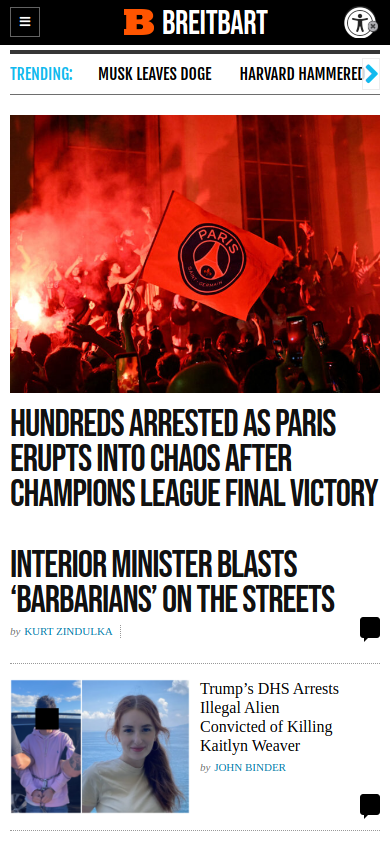 BREITBART
TRENDING:
MUSK LEAVES DOGE
HARVARD HAMMERED
PARIS
SAINT-GERMAIN
HUNDREDS ARRESTED AS PARIS
ERUPTS INTO CHAOS AFTER
CHAMPIONS LEAGUE FINAL VICTORY
INTERIOR MINISTER BLASTS
‘BARBARIANS’ ON THE STREETS
by KURT ZINDULKA
Trump’s DHS Arrests
Illegal Alien
Convicted of Killing
Kaitlyn Weaver
by JOHN BINDER